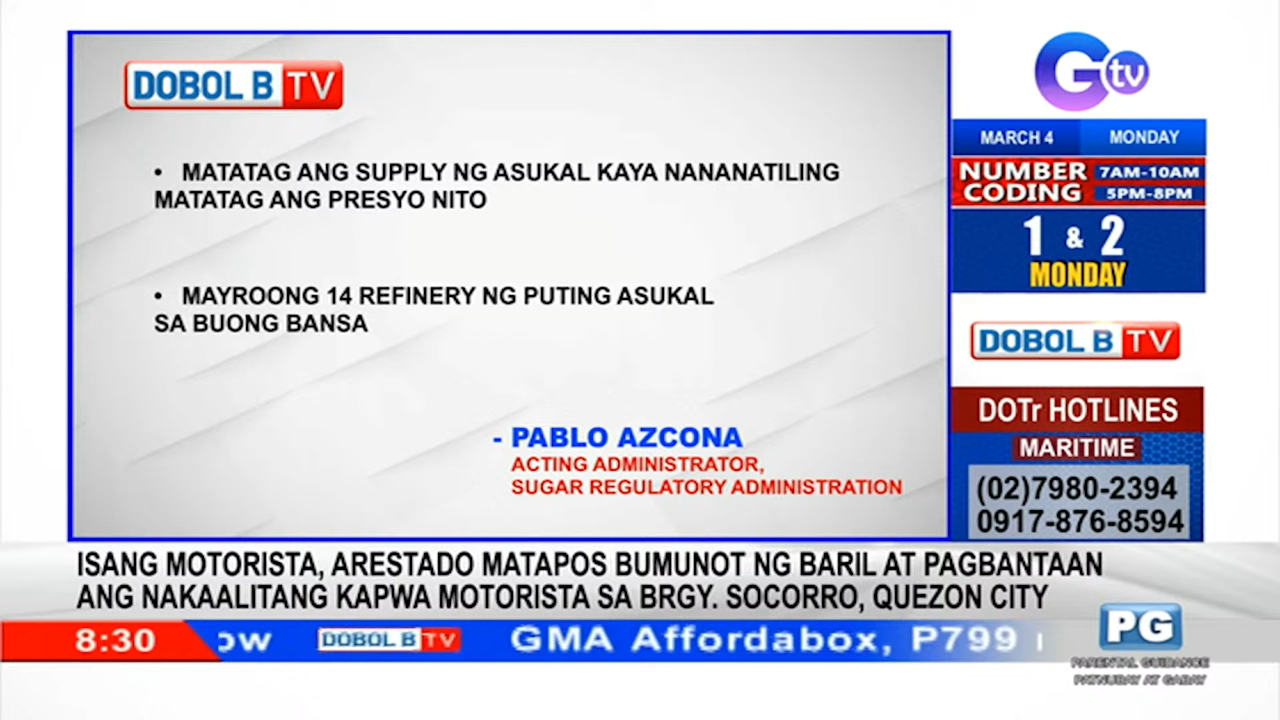 DOBOL B TV
• MATATAG ANG SUPPLY NG ASUKAL KAYA NANANATILING
MATATAG ANG PRESYO NITO
• MAYROONG 14 REFINERY NG PUTING ASUKAL
SA BUONG BANSA
- PABLO AZCONA
ACTING ADMINISTRATOR,
SUGAR REGULATORY ADMINISTRATION
G tv
MARCH 4 MONDAY
NUMBER CODING
7AM-10AM
5PM-8PM
1 & 2
MONDAY
DOBOL B TV
DOTr HOTLINES
MARITIME
(02)7980-2394
0917-876-8594
ISANG MOTORISTA, ARESTADO MATAPOS BUMUNOT NG BARIL AT PAGBANTAAN
ANG NAKAALITANG KAPWA MOTORISTA SA BRGY. SOCORRO, QUEZON CITY
8:30 ow DOBOL B TV GMA Affordabox, P799
PG
PARENTAL GUIDANCE
PATNUBAY AT GABAY